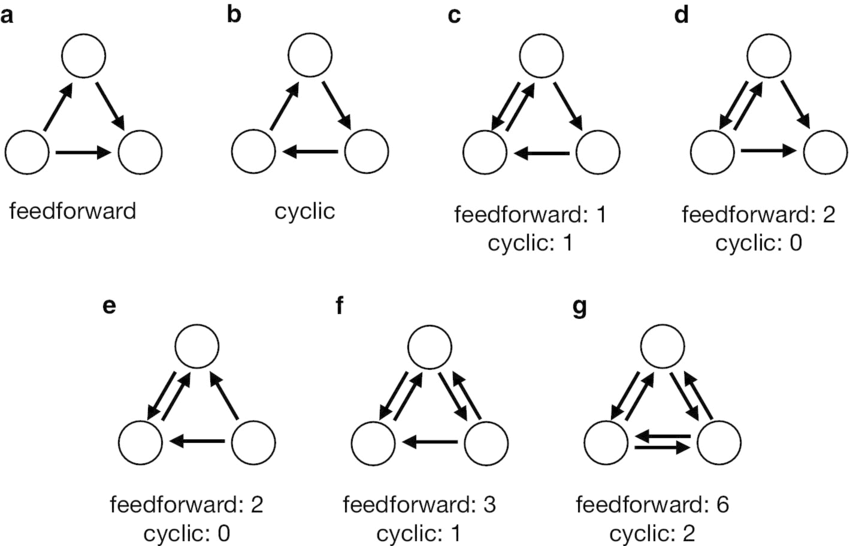 a
b
c
d
feedforward
cyclic
feedforward: 1
cyclic: 1
feedforward: 2
cyclic: 0
e
f
g
feedforward: 2
cyclic: 0
feedforward: 3
cyclic: 1
feedforward: 6
cyclic: 2